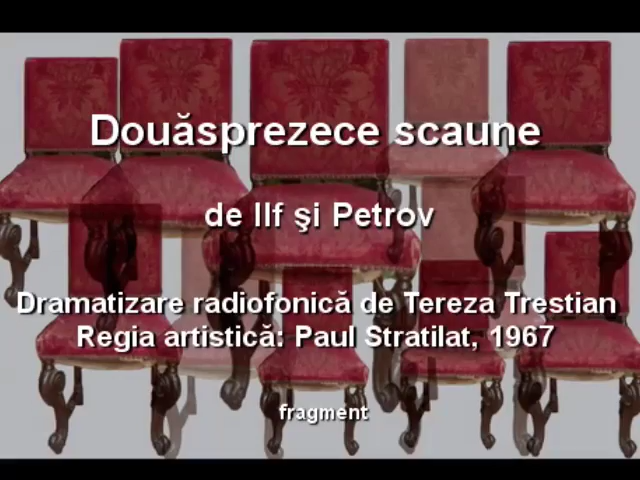 Douăsprezece scaune
de Ilf şi Petrov
Dramatizare radiofonică de Tereza Trestian
Regia artistică: Paul Stratilat, 1967
fragment